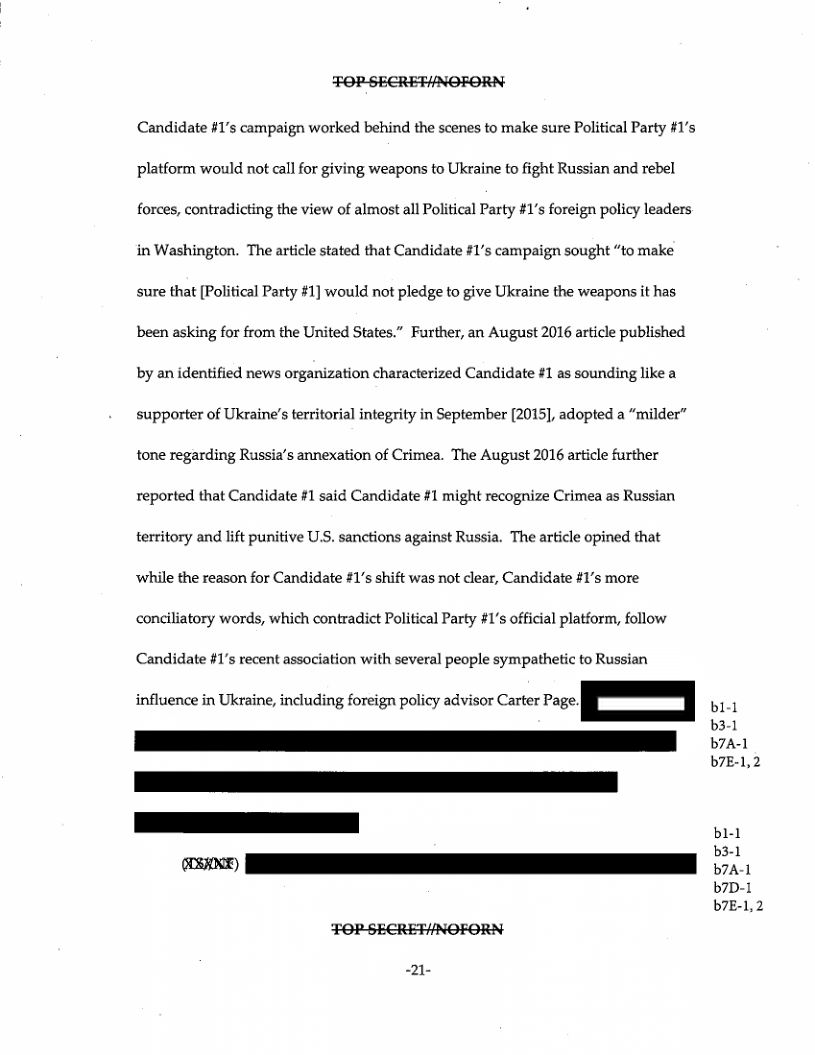 TOP SECRET//NOFORN
Candidate #1's campaign worked behind the scenes to make sure Political Party #1's
platform would not call for giving weapons to Ukraine to fight Russian and rebel
forces, contradicting the view of almost all Political Party #1's foreign policy leaders
in Washington. The article stated that Candidate #1's campaign sought "to make
sure that [Political Party #1] would not pledge to give Ukraine the weapons it has
been asking for from the United States." Further, an August 2016 article published
by an identified news organization characterized Candidate #1 as sounding like a
supporter of Ukraine's territorial integrity in September [2015], adopted a "milder"
tone regarding Russia's annexation of Crimea. The August 2016 article further
reported that Candidate #1 said Candidate #1 might recognize Crimea as Russian
territory and lift punitive U.S. sanctions against Russia. The article opined that
while the reason for Candidate #1's shift was not clear, Candidate #1's more
conciliatory words, which contradict Political Party #1's official platform, follow
Candidate #1's recent association with several people sympathetic to Russian
influence in Ukraine, including foreign policy advisor Carter Page.
b1-1
b3-1
b7A-1
b7E-1, 2
b1-1
b3-1
b7A-1
b7D-1
b7E-1, 2
TOP SECRET//NOFORN
-21-